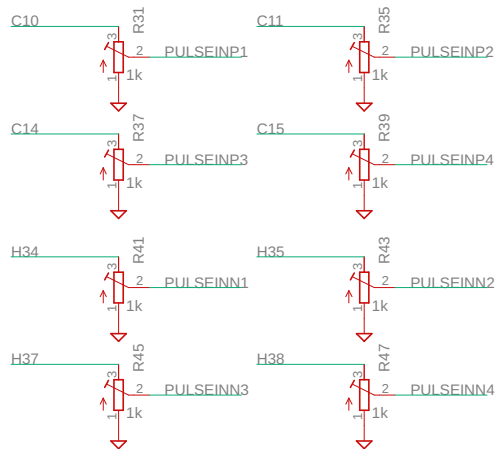 C10
R31
3
2
PULSEINP1
1
1k
C11
R35
3
2
PULSEINP2
1
1k
C14
R37
3
2
PULSEINP3
1
1k
C15
R39
3
2
PULSEINP4
1
1k
H34
R41
3
2
PULSEINN1
1
1k
H35
R43
3
2
PULSEINN2
1
1k
H37
R45
3
2
PULSEINN3
1
1k
H38
R47
3
2
PULSEINN4
1
1k